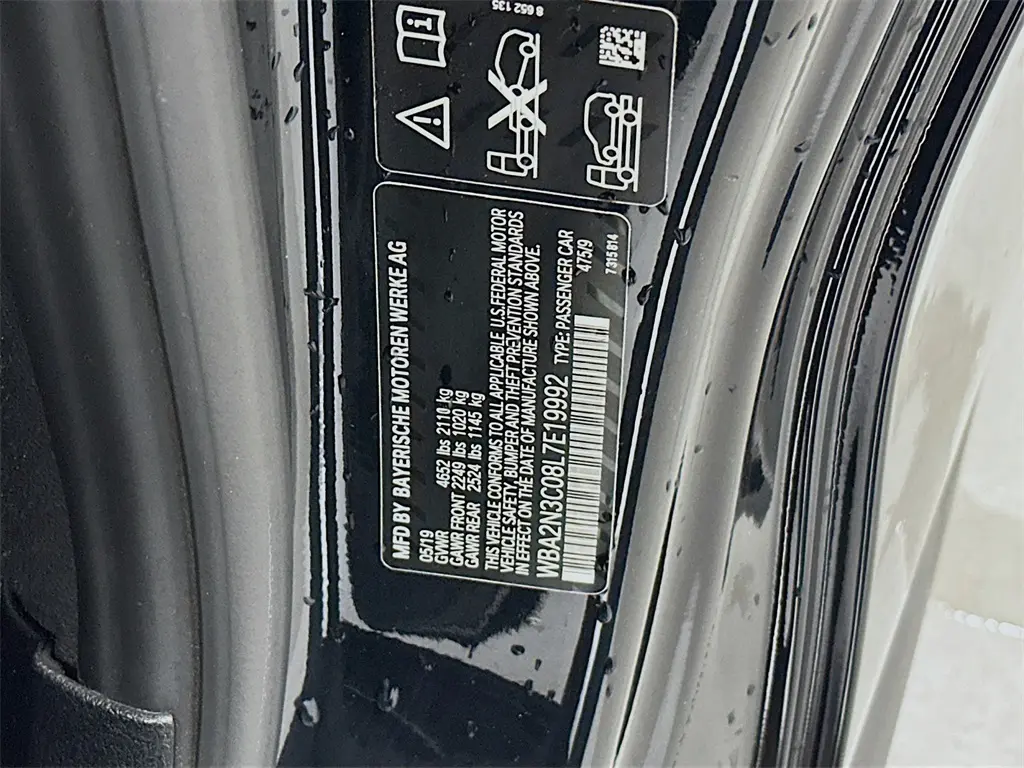 MFD BY BAYERISCHE MOTOREN WERKE AG
05/19
GVWR 4652 lbs 2110 kg
GAWR FRONT 2249 lbs 1020 kg
GAWR REAR 2524 lbs 1145 kg
THIS VEHICLE CONFORMS TO ALL APPLICABLE U.S. FEDERAL MOTOR
VEHICLE SAFETY, BUMPER AND THEFT PREVENTION STANDARDS
IN EFFECT ON THE DATE OF MANUFACTURE SHOWN ABOVE.
WBA2N3C08L7E19992 TYPE: PASSENGER CAR
475/9
7 315 814
8 652 135